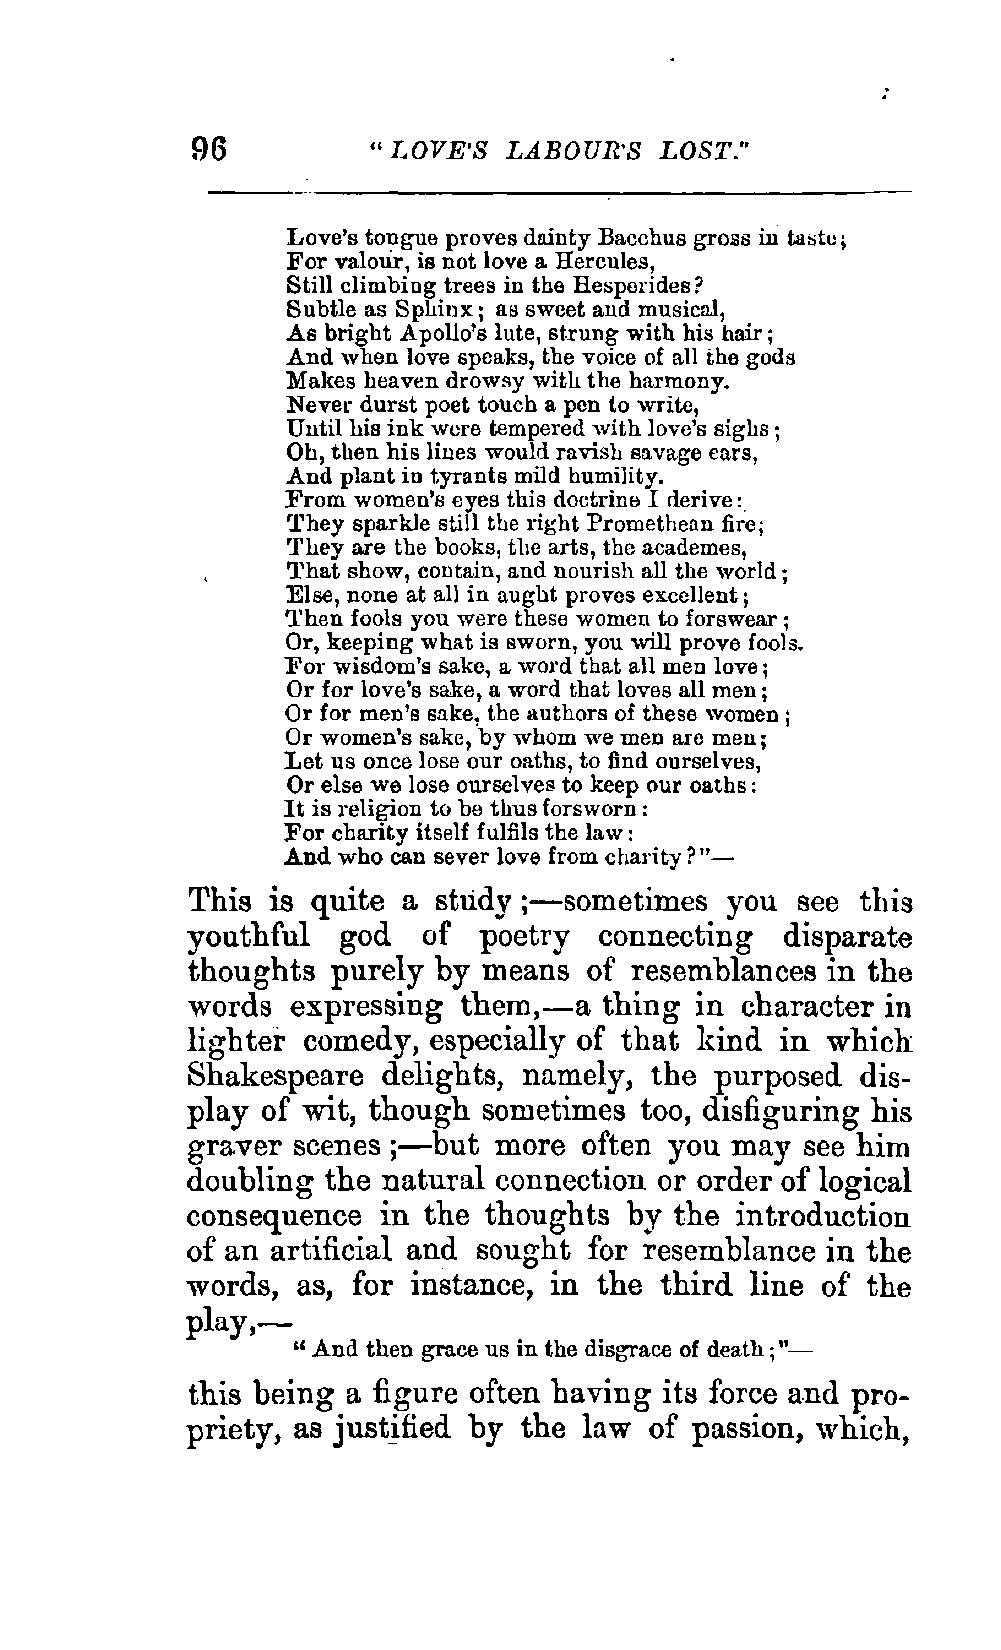 96 " LOVE'S LABOUR'S LOST."
Love's tongue proves dainty Bacchus gross in taste;
For valour, is not love a Hercules,
Still climbing trees in the Hesperides?
Subtle as Sphinx; as sweet and musical,
As bright Apollo's lute, strung with his hair;
And when love speaks, the voice of all the gods
Makes heaven drowsy with the harmony.
Never durst poet touch a pen to write,
Until his ink were tempered with love's sighs;
Oh, then his lines would ravish savage ears,
And plant in tyrants mild humility.
From women's eyes this doctrine I derive:
They sparkle still the right Promethean fire;
They are the books, the arts, the academes,
That show, contain, and nourish all the world;
Else, none at all in aught proves excellent;
Then fools you were these women to forswear;
Or, keeping what is sworn, you will prove fools.
For wisdom's sake, a word that all men love;
Or for love's sake, a word that loves all men;
Or for men's sake, the authors of these women;
Or women's sake, by whom we men are men;
Let us once lose our oaths, to find ourselves,
Or else we lose ourselves to keep our oaths:
It is religion to be thus forsworn:
For charity itself fulfils the law:
And who can sever love from charity?"—
This is quite a study;—sometimes you see this
youthful god of poetry connecting disparate
thoughts purely by means of resemblances in the
words expressing them,—a thing in character in
lighter comedy, especially of that kind in which
Shakespeare delights, namely, the purposed dis-
play of wit, though sometimes too, disfiguring his
graver scenes;—but more often you may see him
doubling the natural connection or order of logical
consequence in the thoughts by the introduction
of an artificial and sought for resemblance in the
words, as, for instance, in the third line of the
play,—
" And then grace us in the disgrace of death;"—
this being a figure often having its force and pro-
priety, as justified by the law of passion, which,